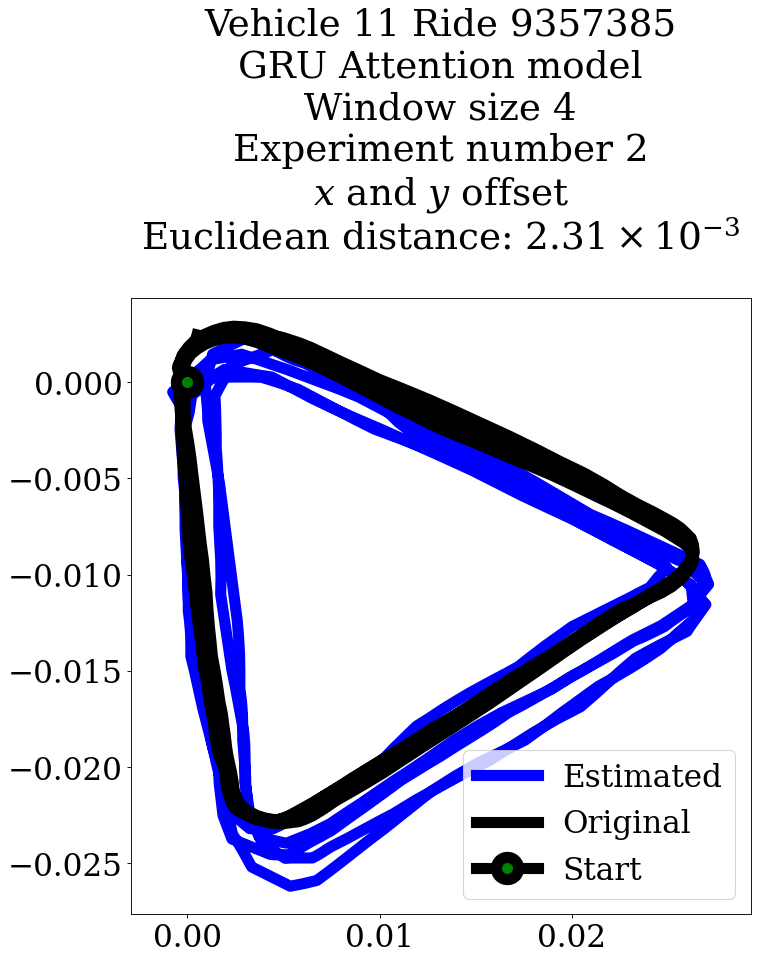 Vehicle 11 Ride 9357385
GRU Attention model
Window size 4
Experiment number 2
x and y offset
Euclidean distance: 2.31 × 10⁻³
0.000
−0.005
−0.010
−0.015
−0.020
−0.025
Estimated
Original
Start
0.00
0.01
0.02